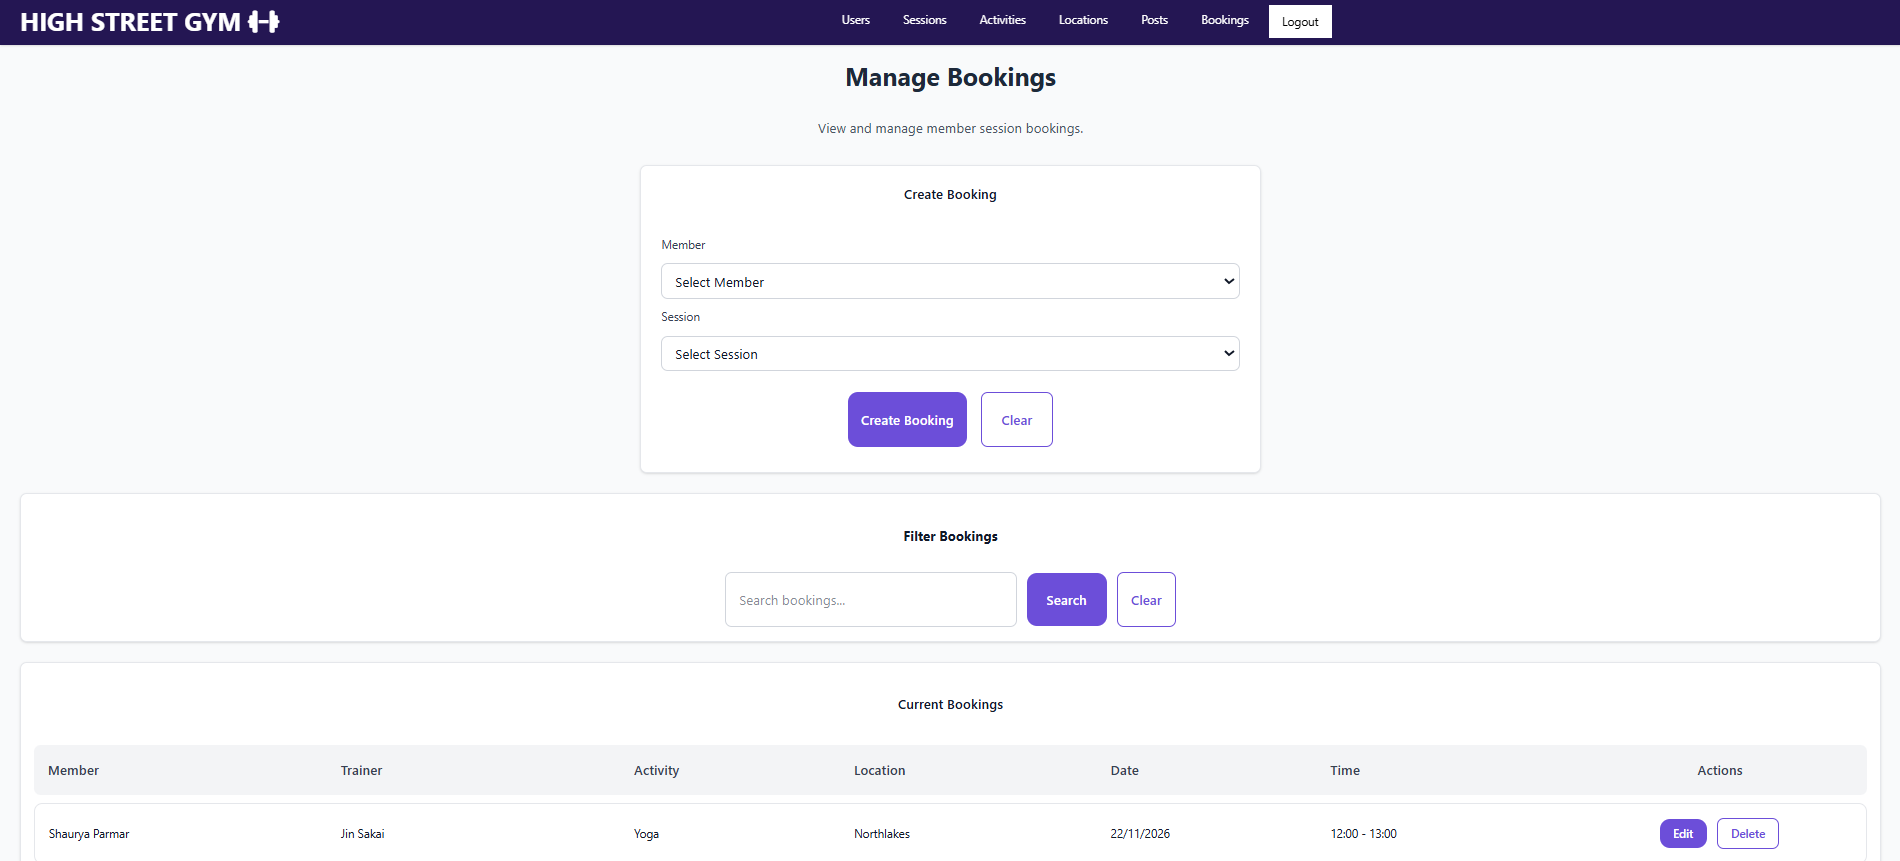 HIGH STREET GYM
Users Sessions Activities Locations Posts Bookings Logout
Manage Bookings
View and manage member session bookings.
Create Booking
Member
Select Member
Session
Select Session
Create Booking Clear
Filter Bookings
Search bookings... Search Clear
Current Bookings
Member Trainer Activity Location Date Time Actions
Shaurya Parmar Jin Sakai Yoga Northlakes 22/11/2026 12:00 - 13:00 Edit Delete